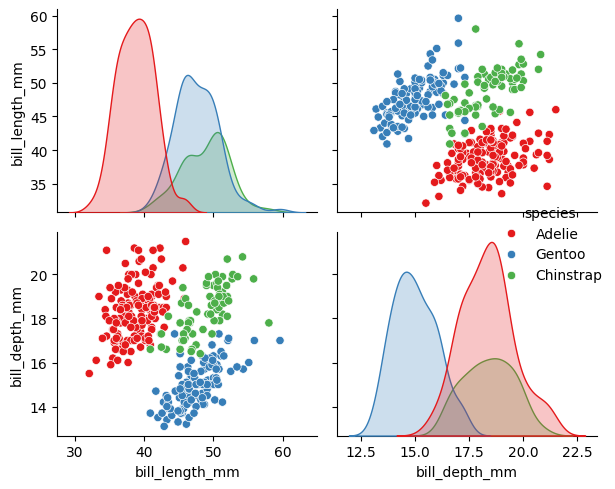 60
55
50
45
40
35
bill_length_mm
species
Adelie
Gentoo
Chinstrap
20
18
16
14
bill_depth_mm
30 40 50 60
12.5 15.0 17.5 20.0 22.5
bill_length_mm
bill_depth_mm